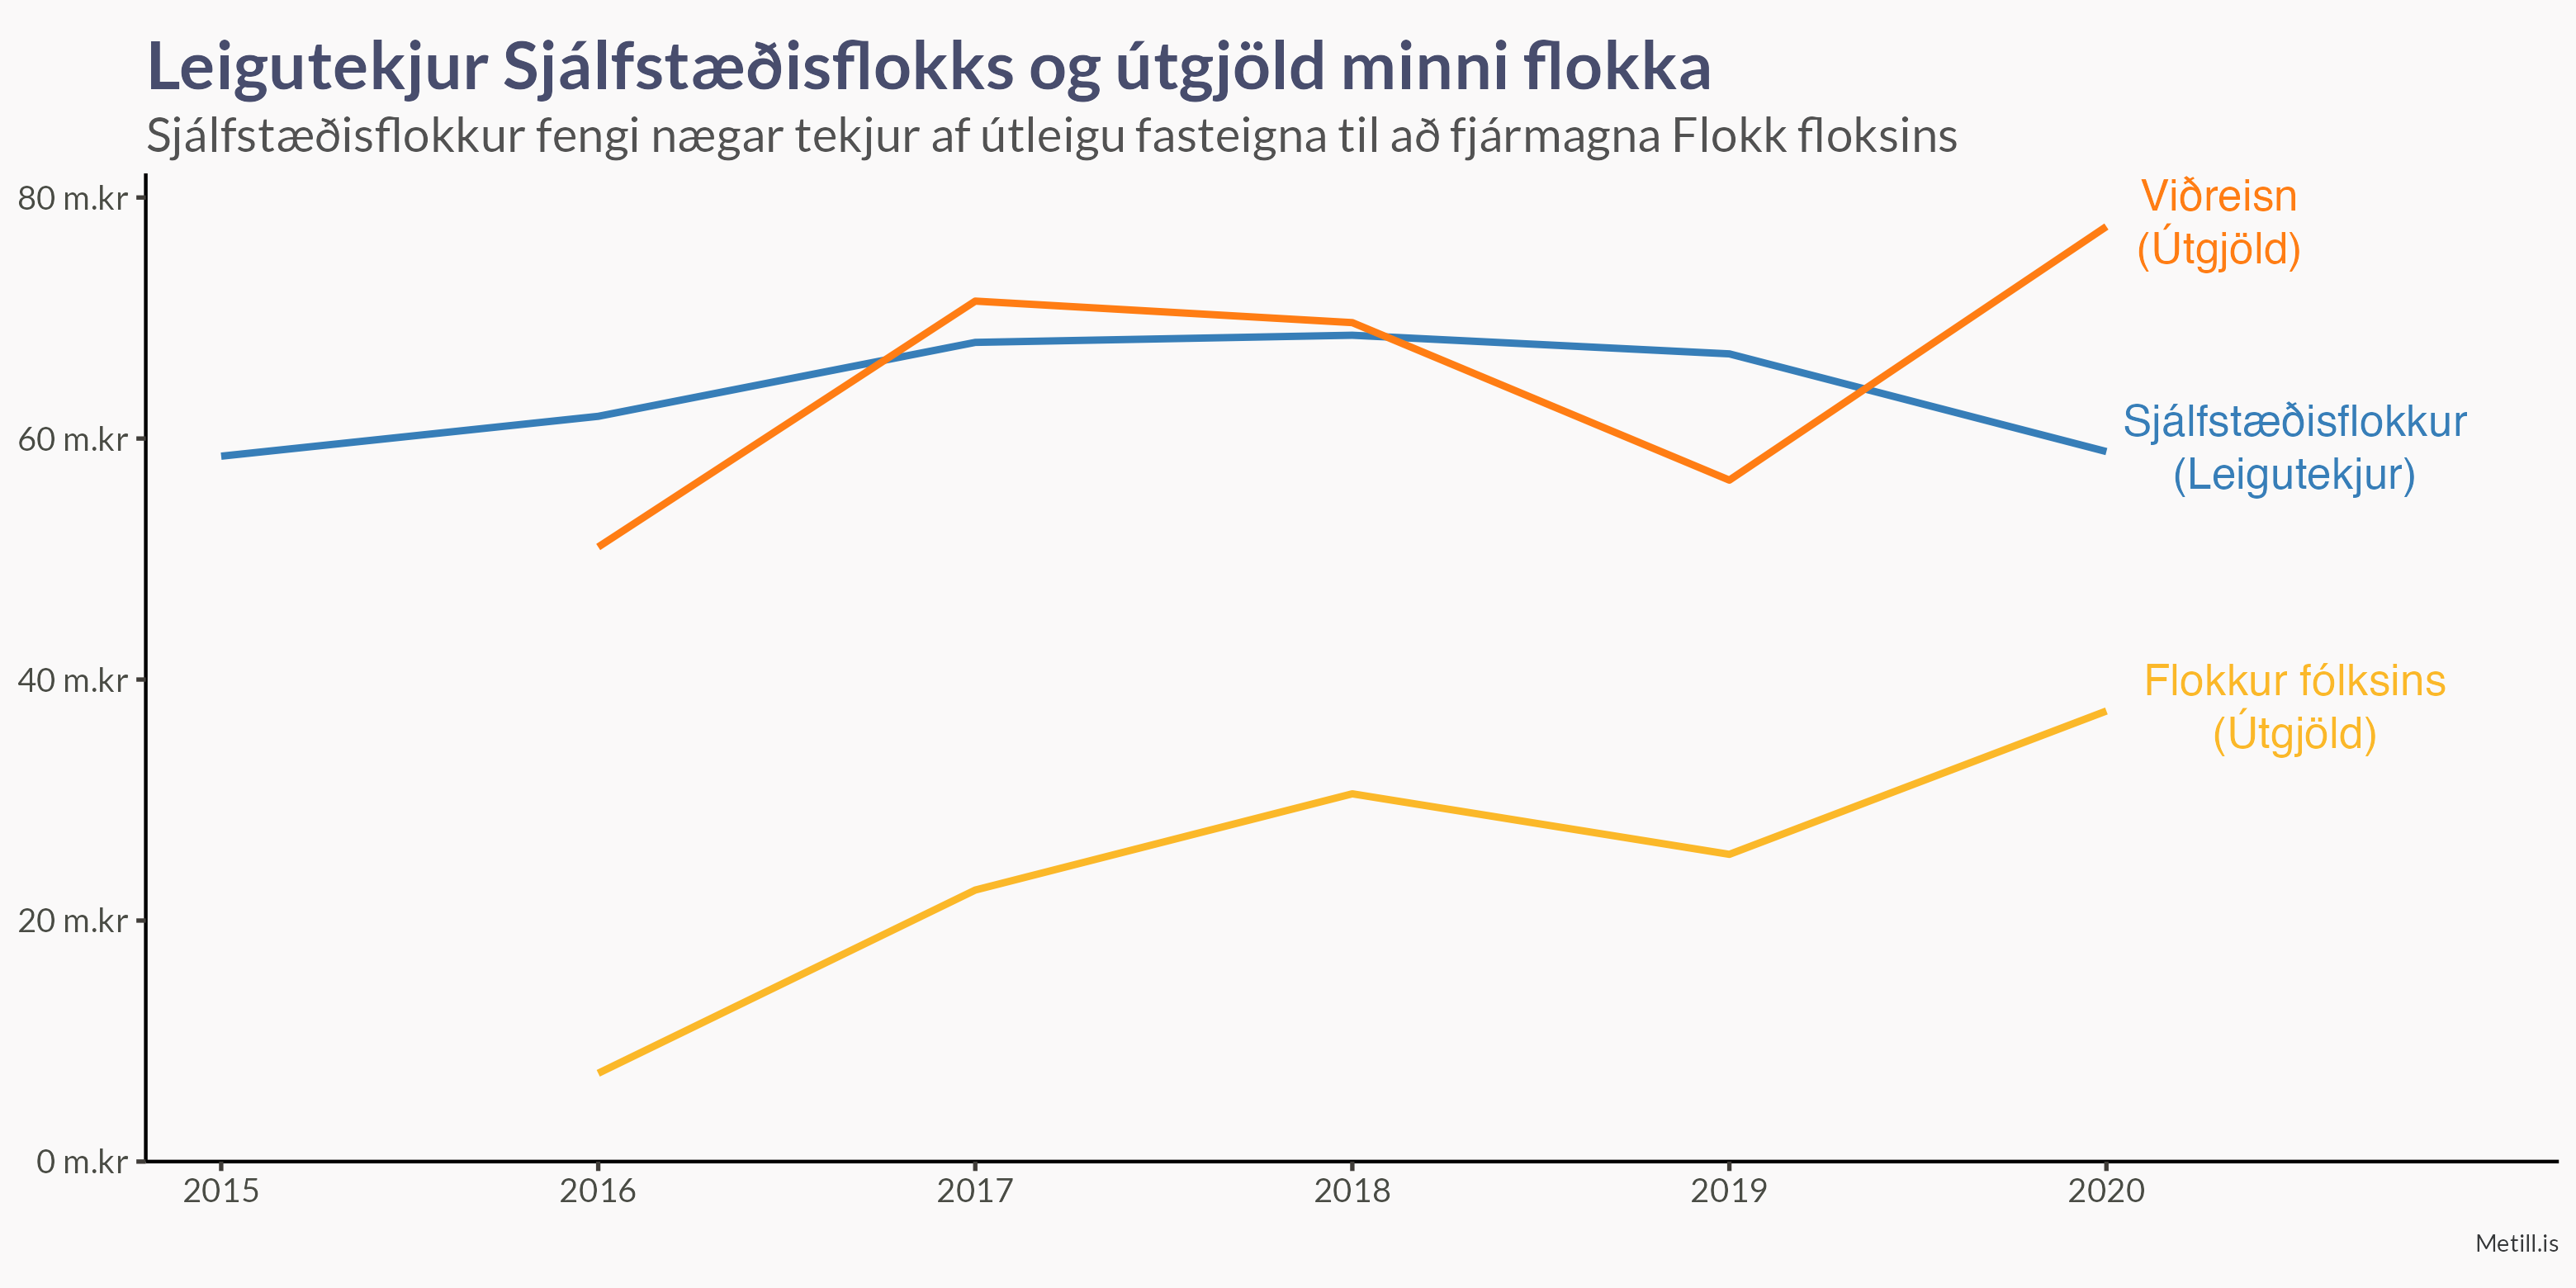 Leigutekjur Sjálfstæðisflokks og útgjöld minni flokka
Sjálfstæðisflokkur fengi nægar tekjur af útleigu fasteigna til að fjármagna Flokk floksins
80 m.kr
60 m.kr
40 m.kr
20 m.kr
0 m.kr
Viðreisn
(Útgjöld)
Sjálfstæðisflokkur
(Leigutekjur)
Flokkur fólksins
(Útgjöld)
2015
2016
2017
2018
2019
2020
Metill.is